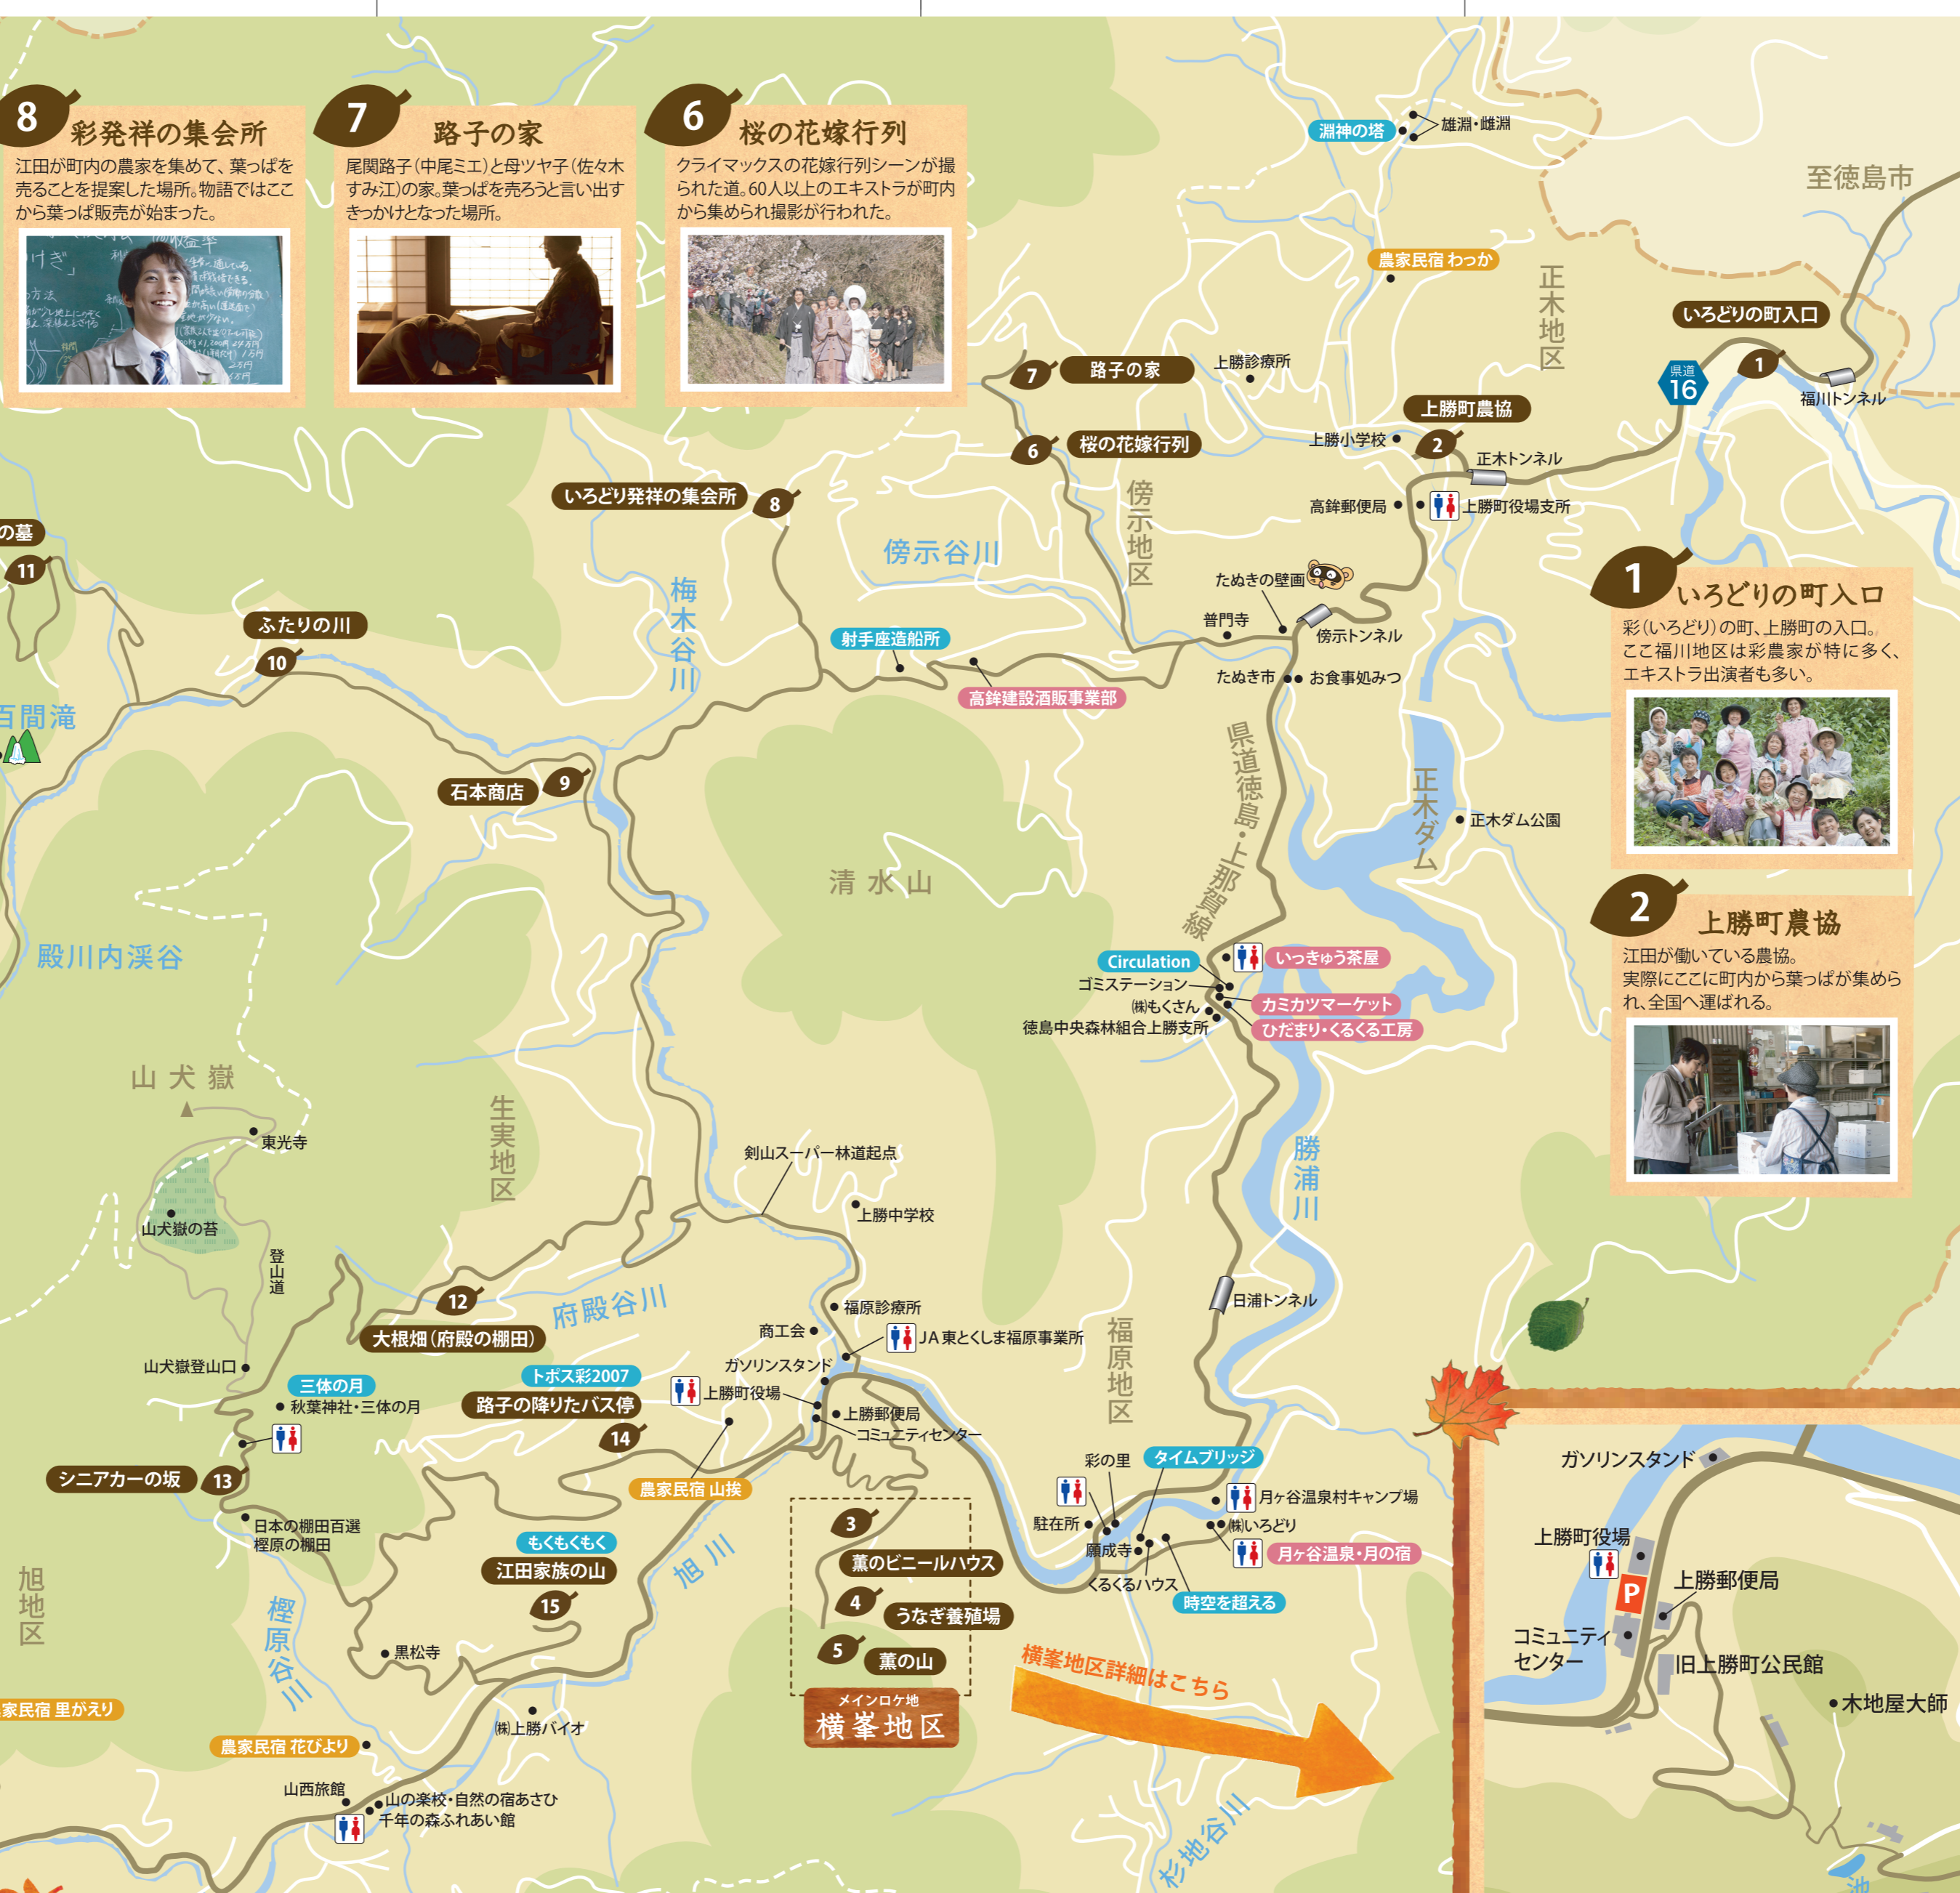 8
彩発祥の集会所
江田が町内の農家を集めて、葉っぱを
売ることを提案した場所。物語ではここ
から葉っぱ販売が始まった。
7
路子の家
尾関路子（中尾ミエ）と母ツヤ子（佐々木
すみ江）の家。葉っぱを売ろうと言い出す
きっかけとなった場所。
6
桜の花嫁行列
クライマックスの花嫁行列シーンが撮
られた道。60人以上のエキストラが町内
から集められ撮影が行われた。
淵神の塔
雄淵・雌淵
至徳島市
農家民宿 わっか
正木地区
いろどりの町入口
1
県道
16
福川トンネル
7
路子の家
上勝診療所
上勝町農協
2
上勝小学校
正木トンネル
6
桜の花嫁行列
高鉾郵便局
上勝町役場支所
いろどり発祥の集会所
8
傍示地区
傍示谷川
の墓
11
たぬきの壁画
普門寺
傍示トンネル
梅木谷川
ふたりの川
10
射手座造船所
高鉾建設酒販事業部
たぬき市
お食事処みつ
1
いろどりの町入口
彩（いろどり）の町、上勝町の入口。
ここ福川地区は彩農家が特に多く、
エキストラ出演者も多い。
百間滝
県道徳島・上那賀線
正木ダム
正木ダム公園
石本商店
9
清水山
2
上勝町農協
江田が働いている農協。
実際にここに町内から葉っぱが集めら
れ、全国へ運ばれる。
殿川内渓谷
Circulation
いっきゅう茶屋
ゴミステーション
カミカツマーケット
㈱もくさん
ひだまり・くるくる工房
徳島中央森林組合上勝支所
山犬嶽
東光寺
生実地区
勝浦川
剣山スーパー林道起点
上勝中学校
山犬嶽の苔
登山道
日浦トンネル
12
大根畑（府殿の棚田）
府殿谷川
福原診療所
商工会
JA東とくしま福原事業所
ガソリンスタンド
福原地区
山犬嶽登山口
三体の月
秋葉神社・三体の月
トポス彩2007
路子の降りたバス停
14
上勝町役場
上勝郵便局
コミュニティセンター
シニアカーの坂
13
農家民宿 山挨
彩の里
タイムブリッジ
月ヶ谷温泉村キャンプ場
駐在所
㈱いろどり
願成寺
月ヶ谷温泉・月の宿
くるくるハウス
時空を超える
日本の棚田百選
樫原の棚田
もくもくもく
江田家族の山
15
旭川
3
薫のビニールハウス
4
うなぎ養殖場
5
薫の山
メインロケ地
横峯地区
横峯地区詳細はこちら
旭地区
樫原谷川
黒松寺
家民宿 里がえり
㈱上勝バイオ
農家民宿 花びより
山西旅館
山の楽校・自然の宿あさひ
千年の森ふれあい館
杉地谷川
ガソリンスタンド
上勝町役場
P
上勝郵便局
コミュニティ
センター
旧上勝町公民館
木地屋大師